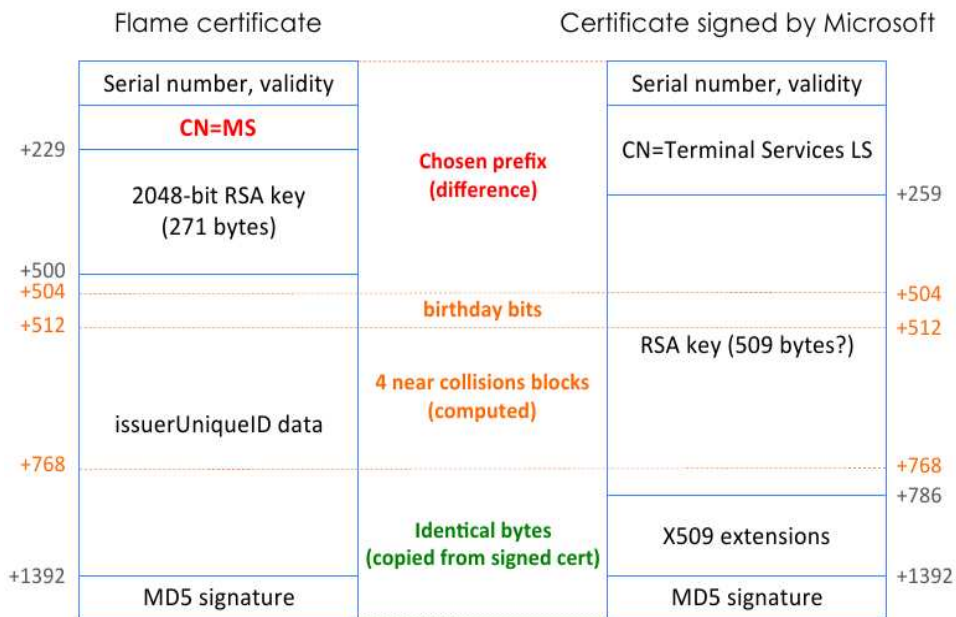 Flame certificate
Certificate signed by Microsoft
Serial number, validity
Serial number, validity
CN=MS
+229
CN=Terminal Services LS
Chosen prefix
(difference)
2048-bit RSA key
(271 bytes)
+259
+500
+504
+504
birthday bits
+512
+512
RSA key (509 bytes?)
4 near collisions blocks
(computed)
issuerUniqueID data
+768
+768
+786
Identical bytes
(copied from signed cert)
X509 extensions
+1392
+1392
MD5 signature
MD5 signature